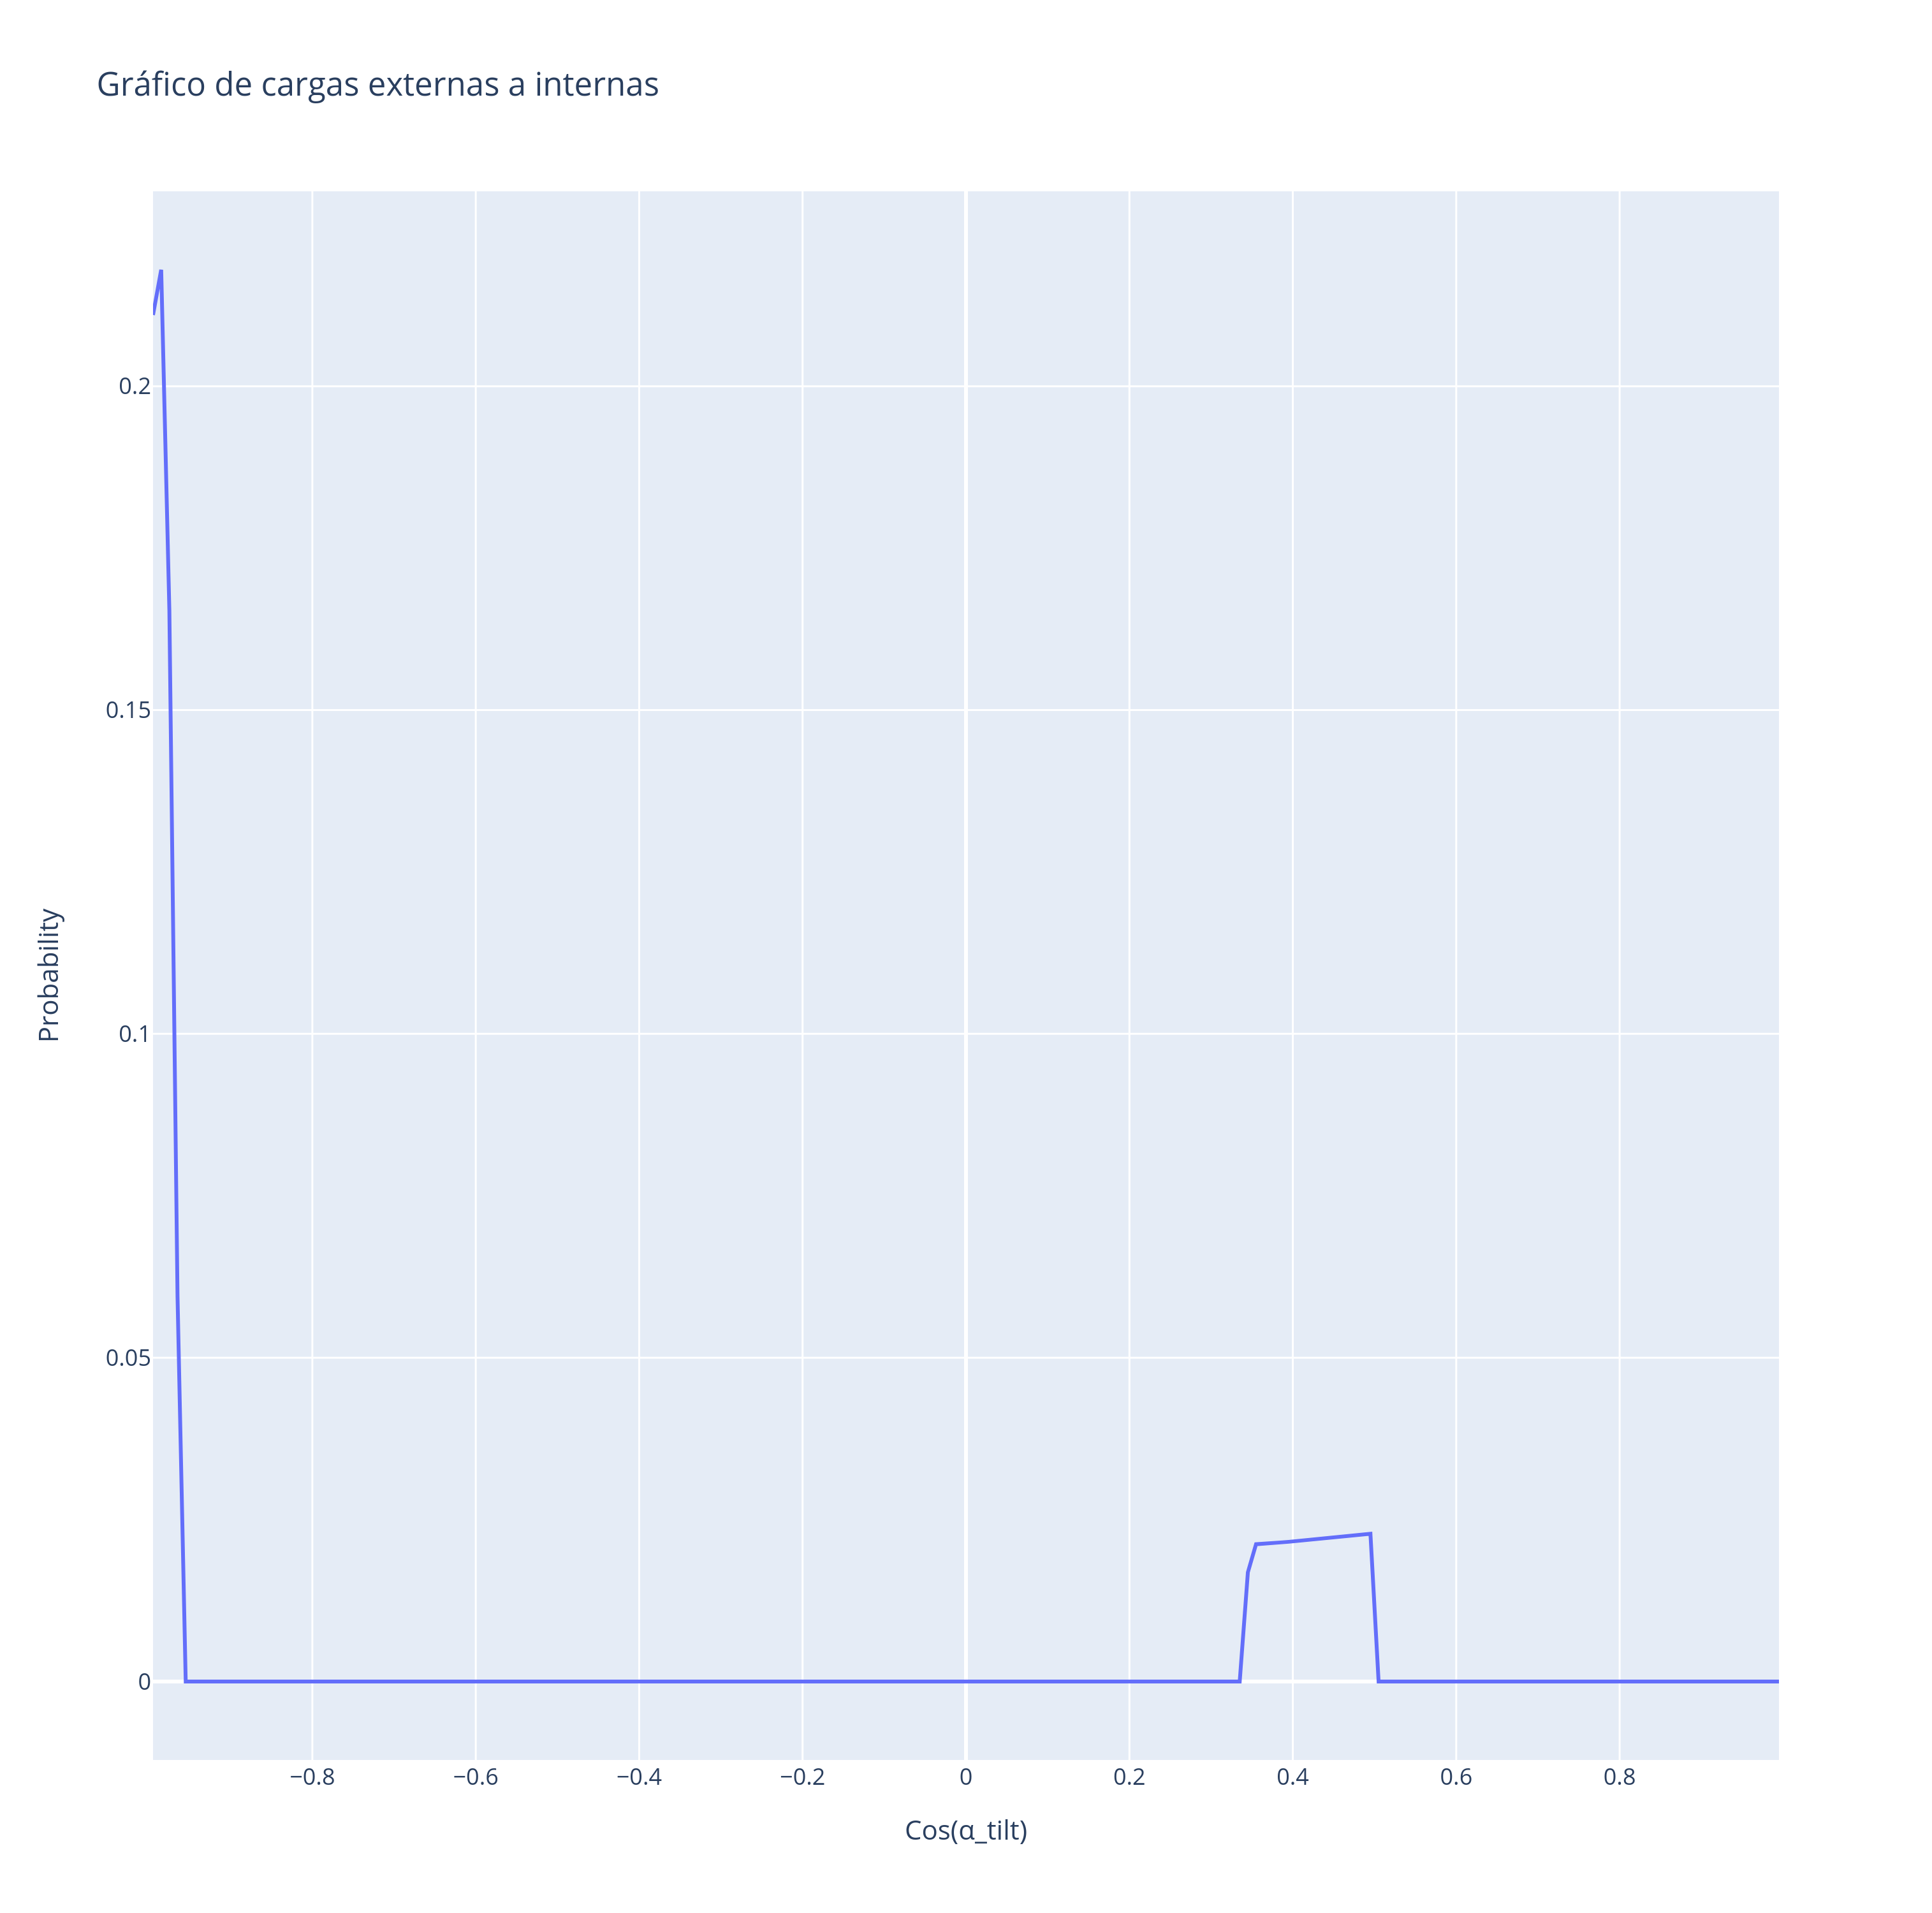 Gráfico de cargas externas a internas
0.2
0.15
0.1
0.05
0
Probability
−0.8 −0.6 −0.4 −0.2 0 0.2 0.4 0.6 0.8
Cos(α_tilt)